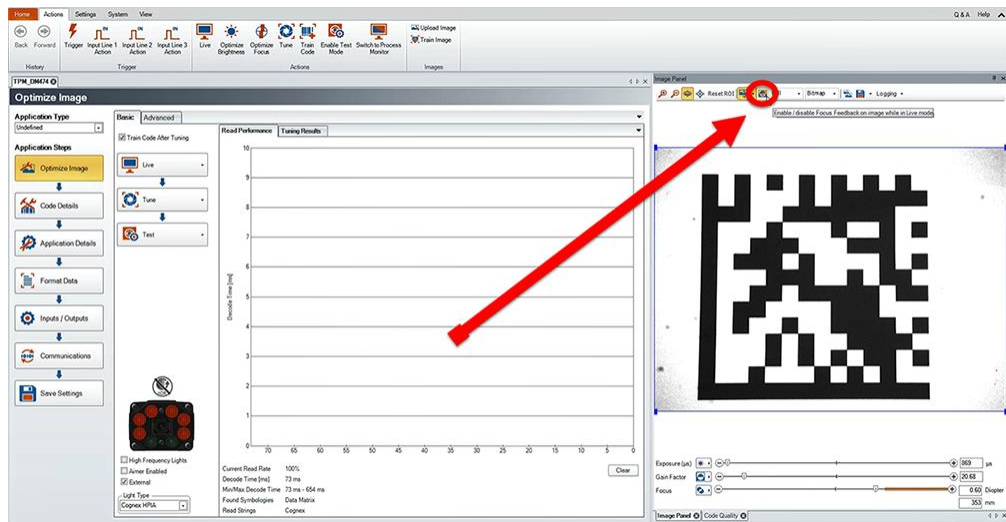 Home Actions Settings System View Q & A Help
Back Forward Trigger Input Line 1 Action Input Line 2 Action Input Line 3 Action Live Optimize Brightness Optimize Focus Tune Train Code Enable Test Mode Switch to Process Monitor Upload Image
Train Image
History Trigger Actions Images
TPM_DM474
Optimize Image
Application Type
Undefined
Application Steps
Optimize Image
Code Details
Application Details
Format Data
Inputs / Outputs
Communications
Save Settings
Basic Advanced
Train Code After Tuning
Live
Tune
Test
High Frequency Lights
Aimer Enabled
External
Light Type
Cognex HPIA
Read Performance Tuning Results
10
9
8
7
6
5
4
3
2
1
0
Decode Time [ms]
70 65 60 55 50 45 40 35 30 25 20 15 10 5 0
Current Read Rate 100%
Decode Time [ms] 73 ms
Min/Max Decode Time 73 ms - 654 ms
Found Symbologies Data Matrix
Read Strings Cognex
Clear
Image Panel
Reset ROI Bitmap Logging
Enable / disable Focus Feedback on image while in Live mode.
Exposure (µs) 869 µs
Gain Factor 20.68
Focus 0.60 Diopter
353 mm
Image Panel Code Quality